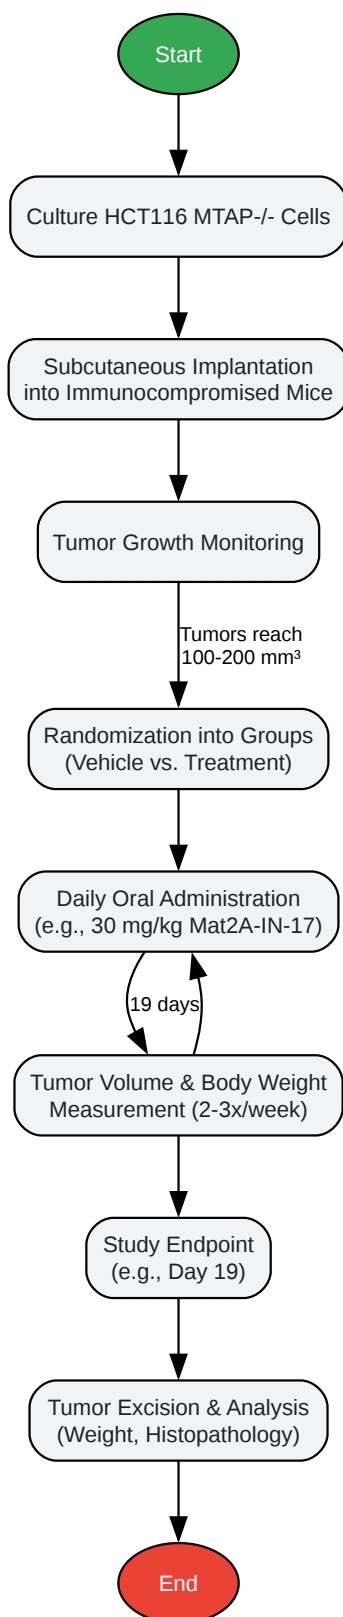 Start
Culture HCT116 MTAP-/- Cells
Subcutaneous Implantation
into Immunocompromised Mice
Tumor Growth Monitoring
Tumors reach
100-200 mm³
Randomization into Groups
(Vehicle vs. Treatment)
Daily Oral Administration
(e.g., 30 mg/kg Mat2A-IN-17)
19 days
Tumor Volume & Body Weight
Measurement (2-3x/week)
Study Endpoint
(e.g., Day 19)
Tumor Excision & Analysis
(Weight, Histopathology)
End